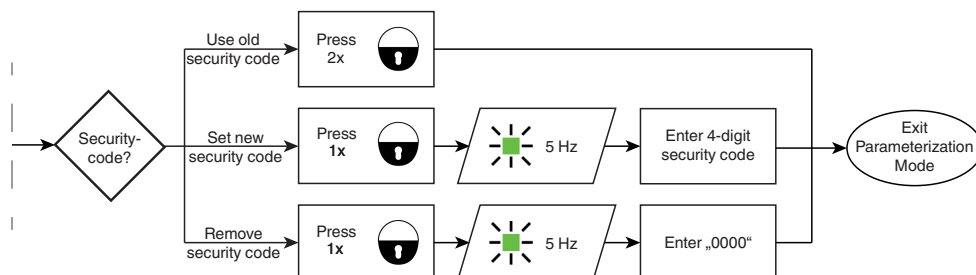 Use old
security code
Press
2x
Security-
code?
Set new
security code
Press
1x
5 Hz
Enter 4-digit
security code
Exit
Parameterization
Mode
Remove
security code
Press
1x
5 Hz
Enter „0000“